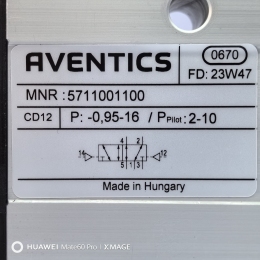 AVENTICS
0670
FD: 23W47
MNR : 5711001100
CD12 P: -0,95-16 / PPilot: 2-10
4 2
14 12
5 1 3
Made in Hungary
HUAWEI Mate60 Pro | XMAGE